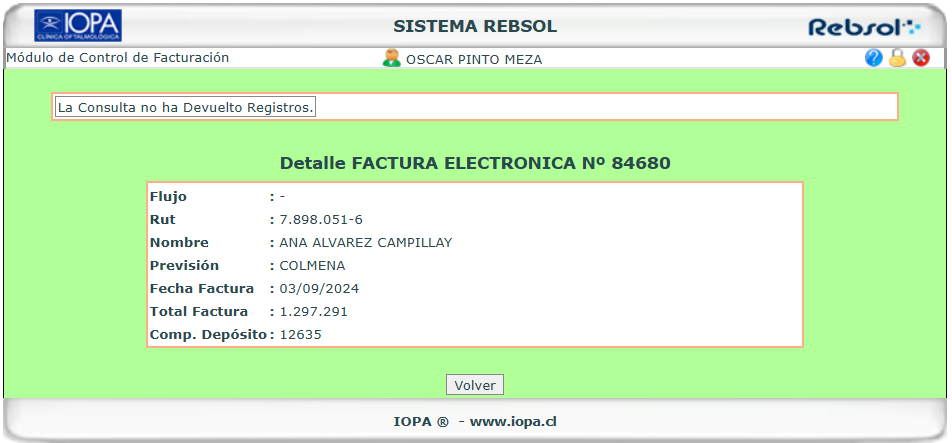 IOPA
CLÍNICA OFTALMOLÓGICA
SISTEMA REBSOL
Rebsol
Módulo de Control de Facturación
OSCAR PINTO MEZA
La Consulta no ha Devuelto Registros.
Detalle FACTURA ELECTRONICA Nº 84680
Flujo : -
Rut : 7.898.051-6
Nombre : ANA ALVAREZ CAMPILLAY
Previsión : COLMENA
Fecha Factura : 03/09/2024
Total Factura : 1.297.291
Comp. Depósito : 12635
Volver
IOPA ® - www.iopa.cl